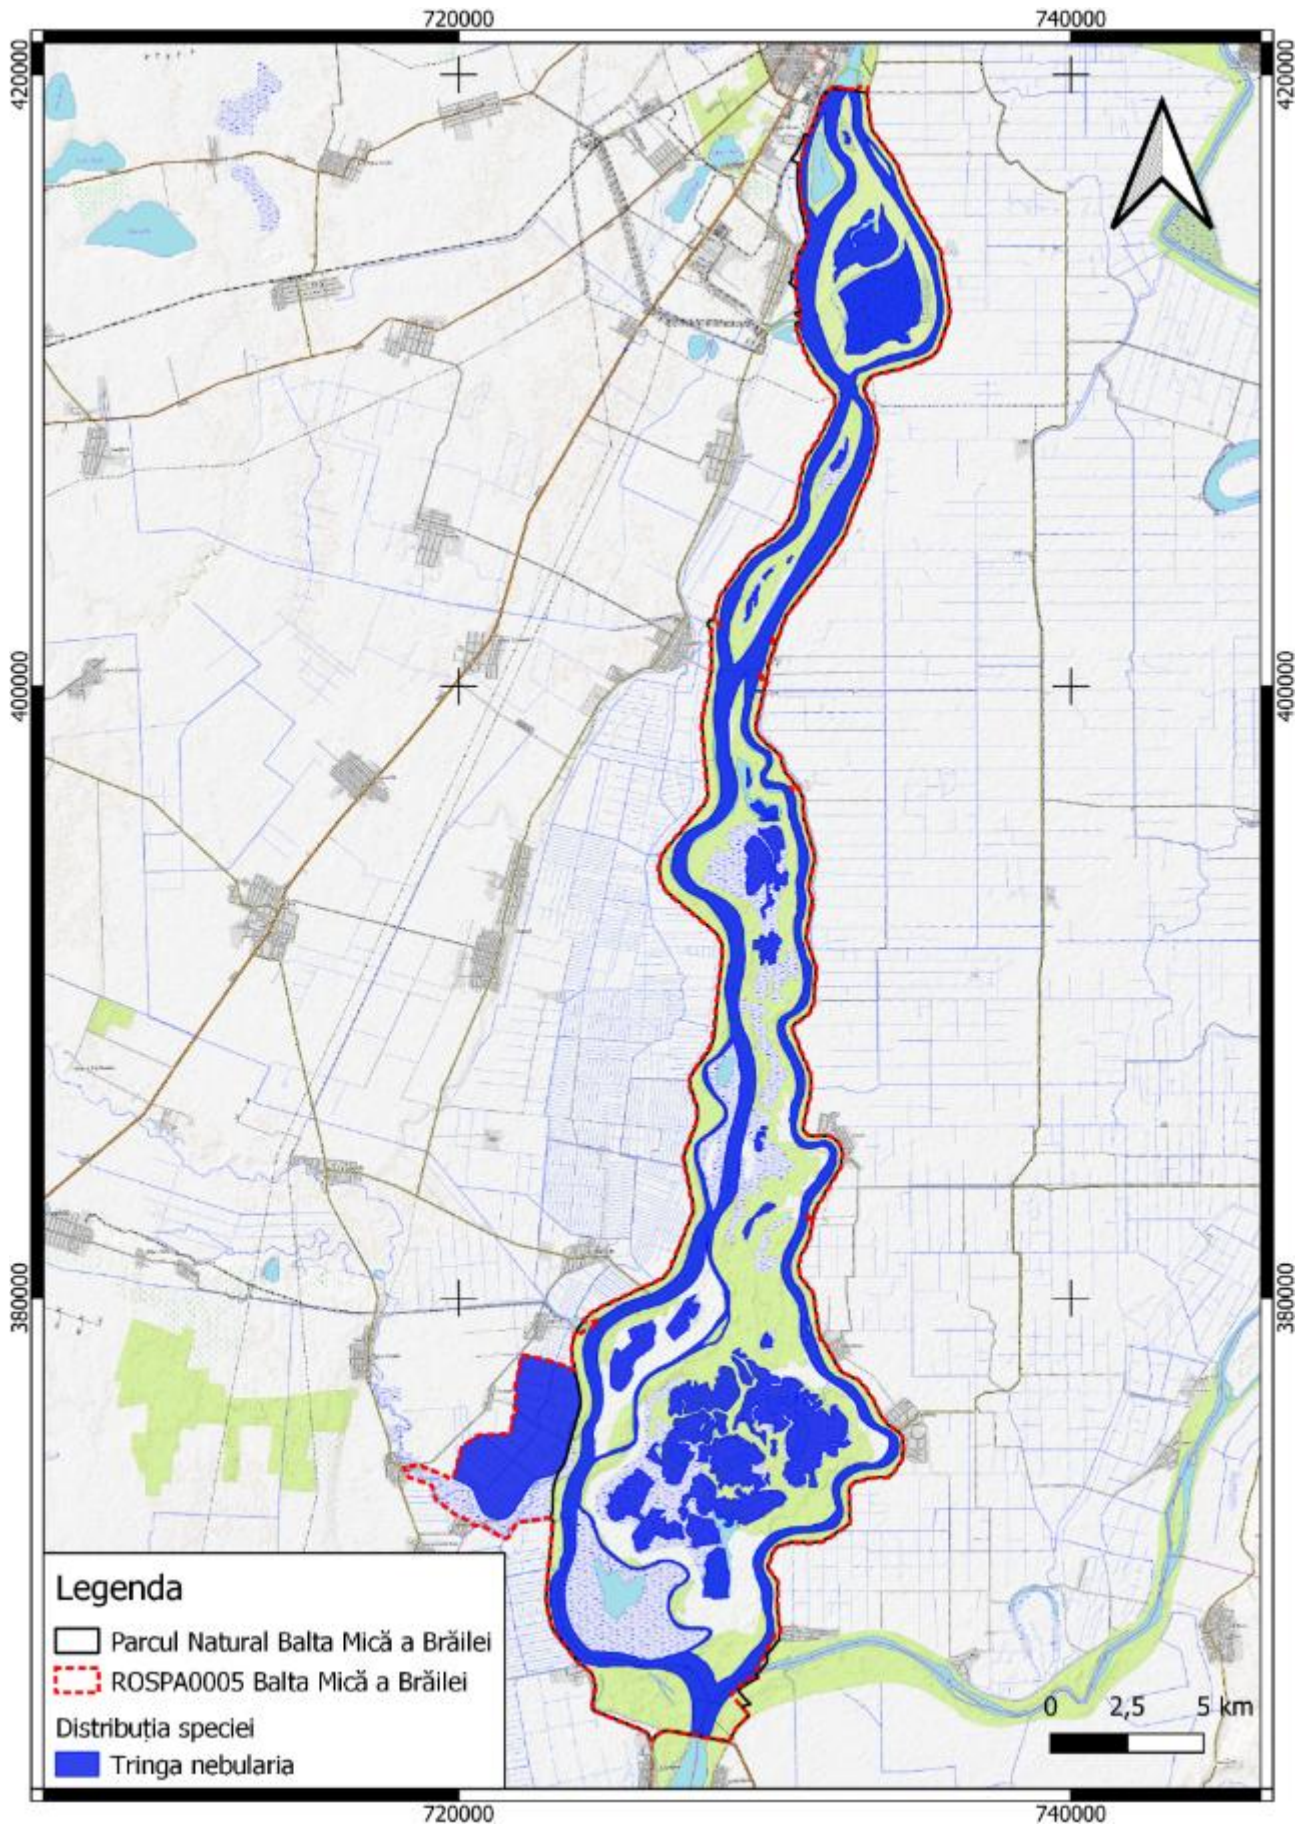 720000
740000
420000
420000
400000
400000
380000
380000
Legenda
Parcul Natural Balta Mică a Brăilei
ROSPA0005 Balta Mică a Brăilei
Distribuția speciei
Tringa nebularia
0 2,5 5 km
720000
740000